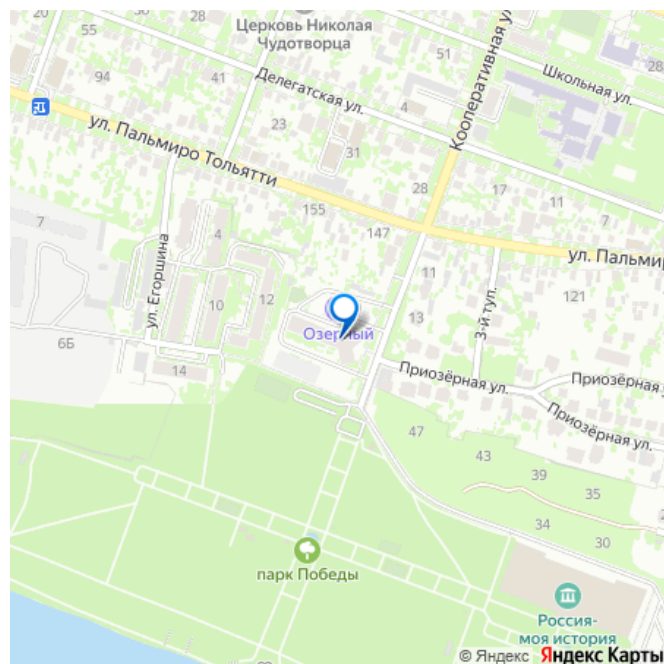 20
55
Церковь Николая
Чудотворца
51
Кооперативная ул.
28
94
41
Делегатская ул.
Школьная ул.
4
23
ул. Пальмиро Тольятти
31
28
17
11
7
155
147
7
4
ул. Пальмир
ул. Егоршина
11
10
12
121
13
3-й туп.
Озерный
6Б
14
Приозёрная ул.
Приозёрная у
Приозёрная ул.
47
43
39
35
34
30
парк Победы
Россия-
моя история
© Яндекс Яндекс Карты